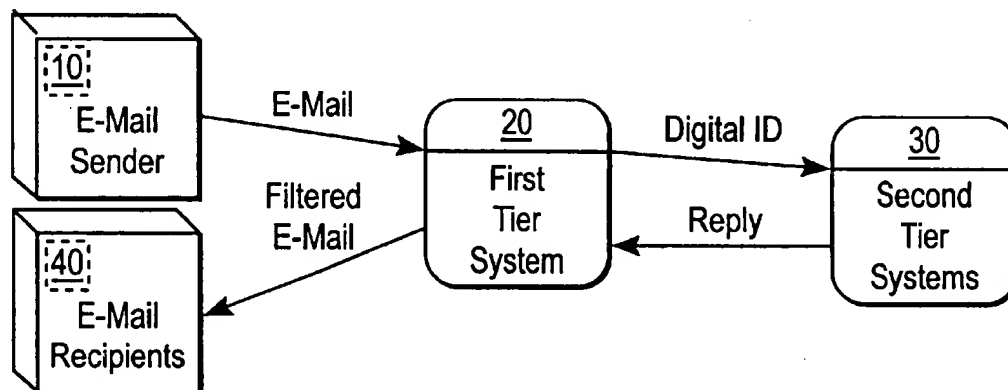 10
E-Mail
Sender
E-Mail
20
First
Tier
System
Digital ID
30
Second
Tier
Systems
Reply
Filtered
E-Mail
40
E-Mail
Recipients